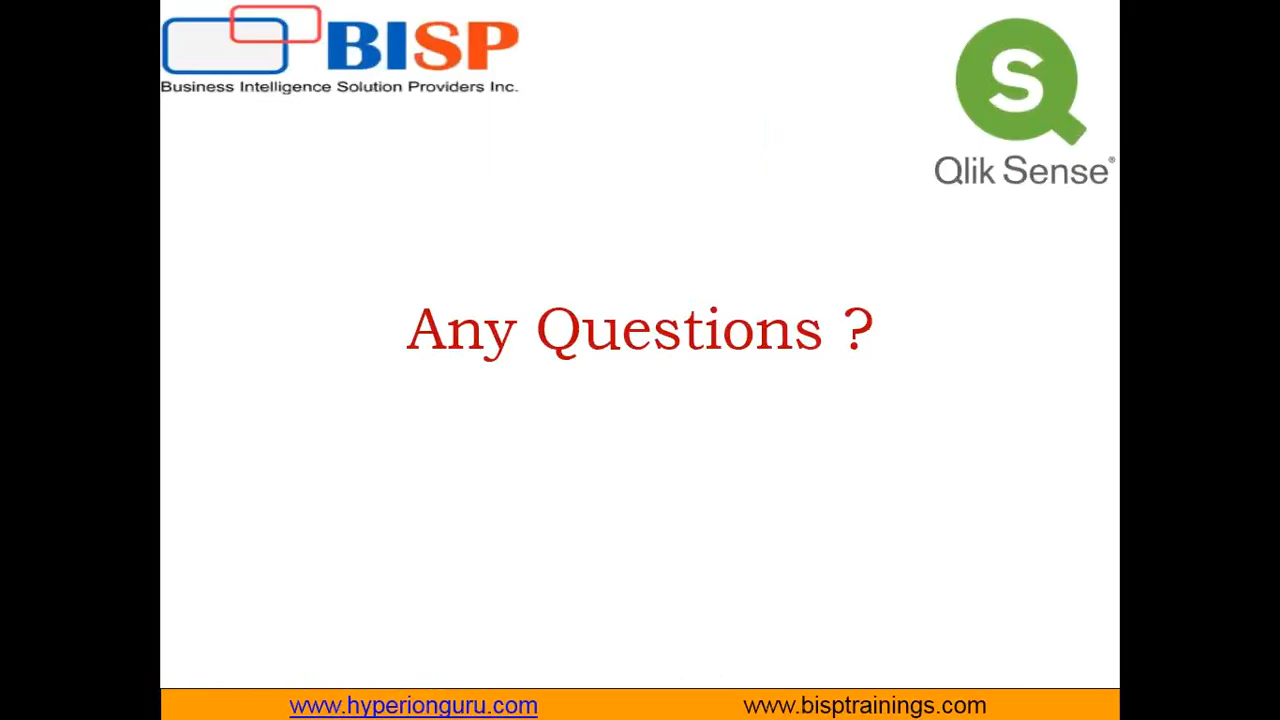 BISP
Business Intelligence Solution Providers Inc.
S
Qlik Sense®
Any Questions ?
www.hyperionguru.com
www.bisptrainings.com